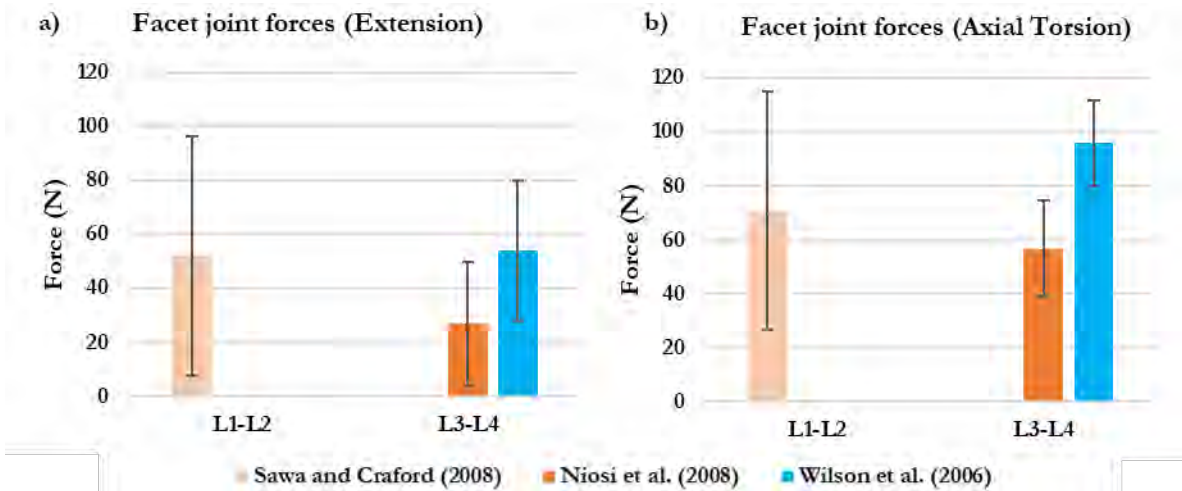 a) Facet joint forces (Extension)
120
100
80
60
40
20
0
Force (N)
L1-L2 L3-L4
b) Facet joint forces (Axial Torsion)
120
100
80
60
40
20
0
Force (N)
L1-L2 L3-L4
Sawa and Craford (2008) Niosi et al. (2008) Wilson et al. (2006)